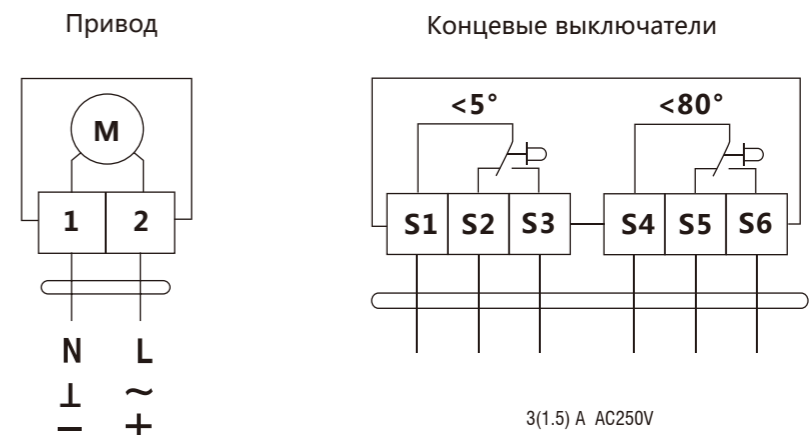 Привод
Концевые выключатели
M
<5°
<80°
1 2
S1 S2 S3 S4 S5 S6
N L
⊥ ~
− +
3(1.5) A AC250V